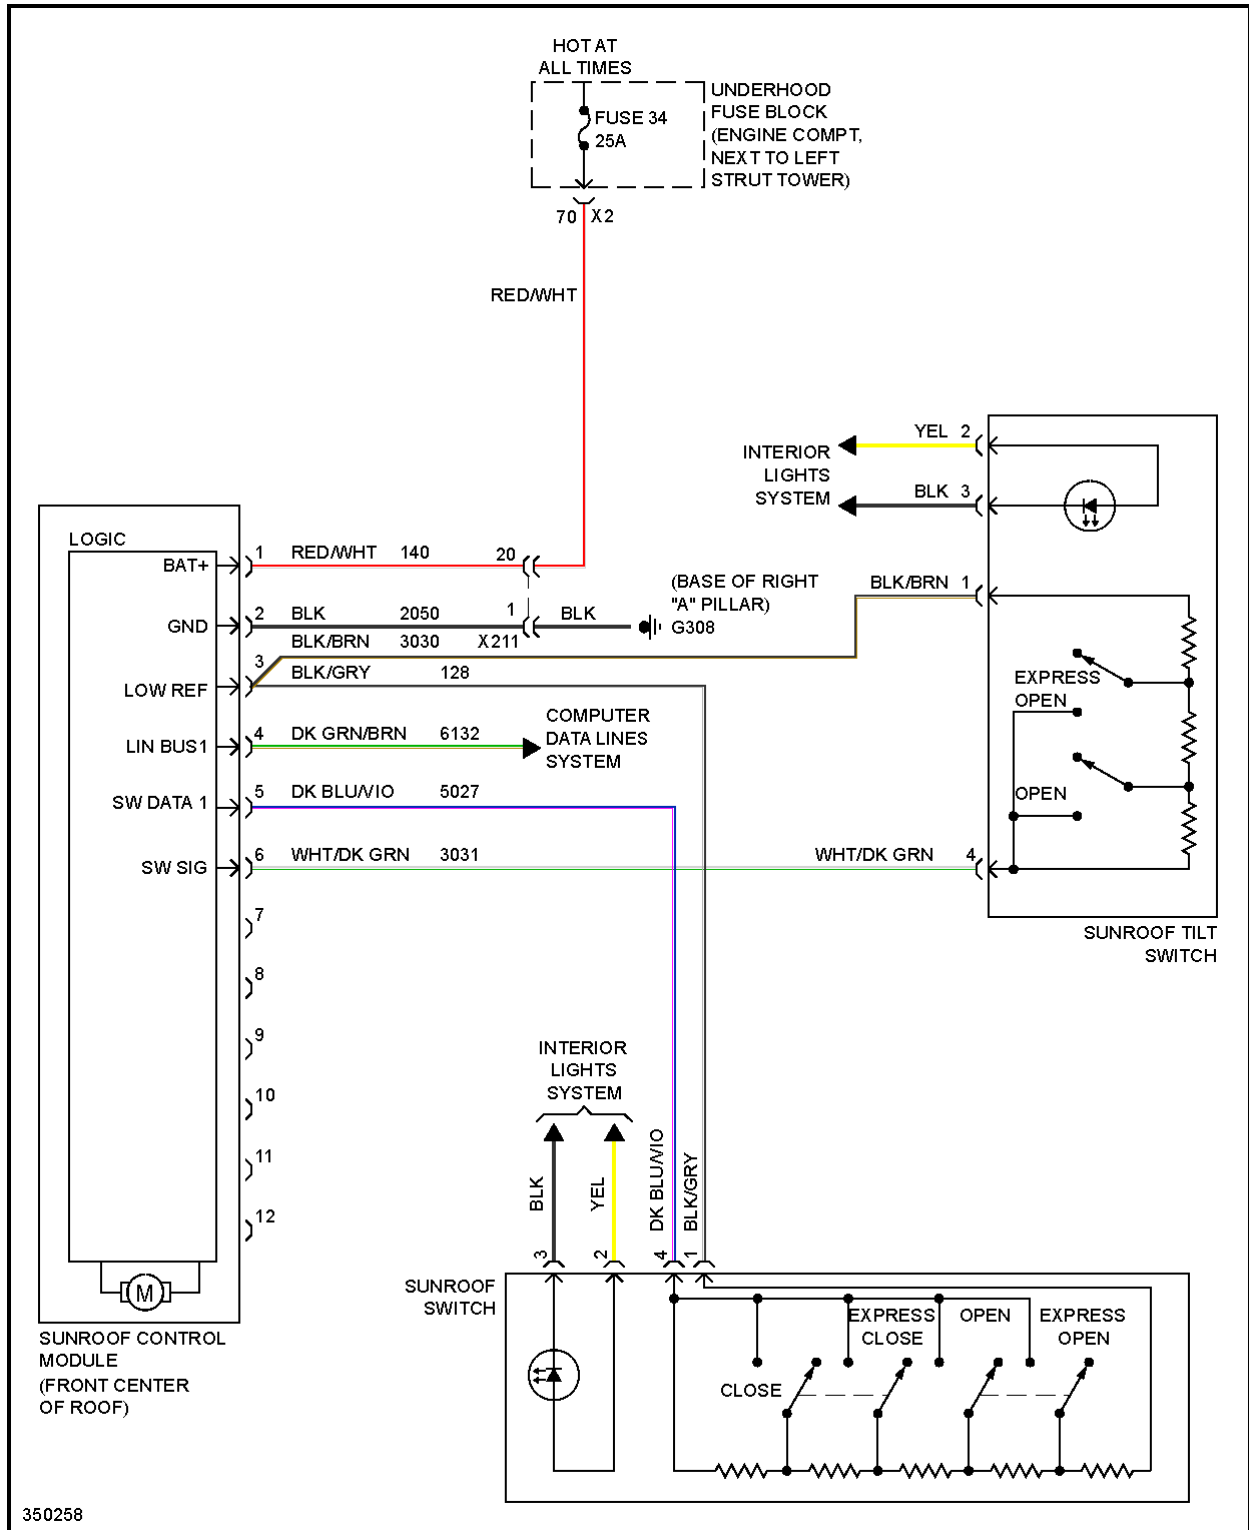 HOT AT
ALL TIMES
UNDERHOOD
FUSE BLOCK
(ENGINE COMPT,
NEXT TO LEFT
STRUT TOWER)
FUSE 34
25A
70 X2
RED/WHT
INTERIOR
LIGHTS
SYSTEM
YEL 2
BLK 3
BLK/BRN 1
EXPRESS
OPEN
OPEN
WHT/DK GRN 4
SUNROOF TILT
SWITCH
LOGIC
BAT+ 1 RED/WHT 140 20
GND 2 BLK 2050 1 BLK
(BASE OF RIGHT
"A" PILLAR)
G308
BLK/BRN 3030 X211
LOW REF 3 BLK/GRY 128
LIN BUS1 4 DK GRN/BRN 6132
COMPUTER
DATA LINES
SYSTEM
SW DATA 1 5 DK BLU/VIO 5027
SW SIG 6 WHT/DK GRN 3031
7
8
9
10
11
12
M
SUNROOF CONTROL
MODULE
(FRONT CENTER
OF ROOF)
INTERIOR
LIGHTS
SYSTEM
BLK
YEL
DK BLU/VIO
BLK/GRY
3 2 4 1
SUNROOF
SWITCH
CLOSE
EXPRESS
CLOSE
OPEN
EXPRESS
OPEN
350258